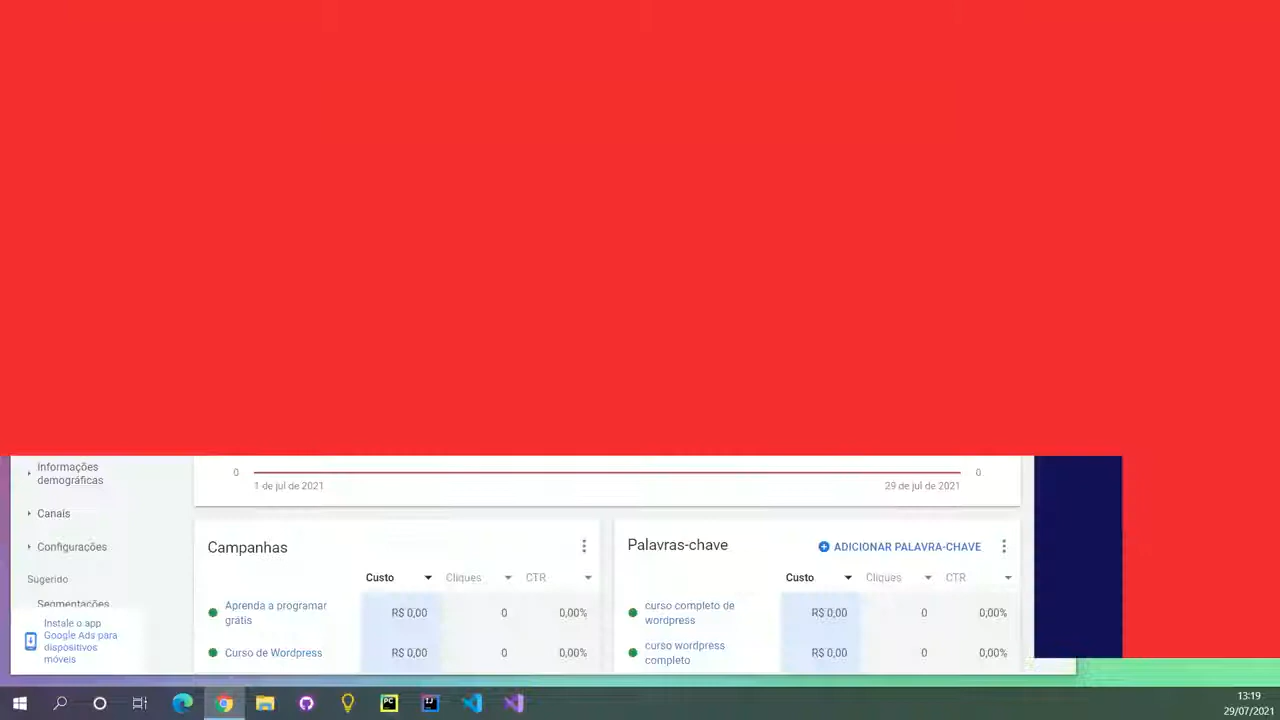 Informações
demográficas
Canais
Configurações
Sugerido
Segmentações
Instale o app
Google Ads para
dispositivos
móveis
0 0
1 de jul de 2021 29 de jul de 2021
Campanhas
Custo Cliques CTR
Aprenda a programar
grátis R$ 0,00 0 0,00%
Curso de Wordpress R$ 0,00 0 0,00%
Palavras-chave ADICIONAR PALAVRA-CHAVE
Custo Cliques CTR
curso completo de
wordpress R$ 0,00 0 0,00%
curso wordpress
completo R$ 0,00 0 0,00%
PC IJ
13:19
29/07/2021